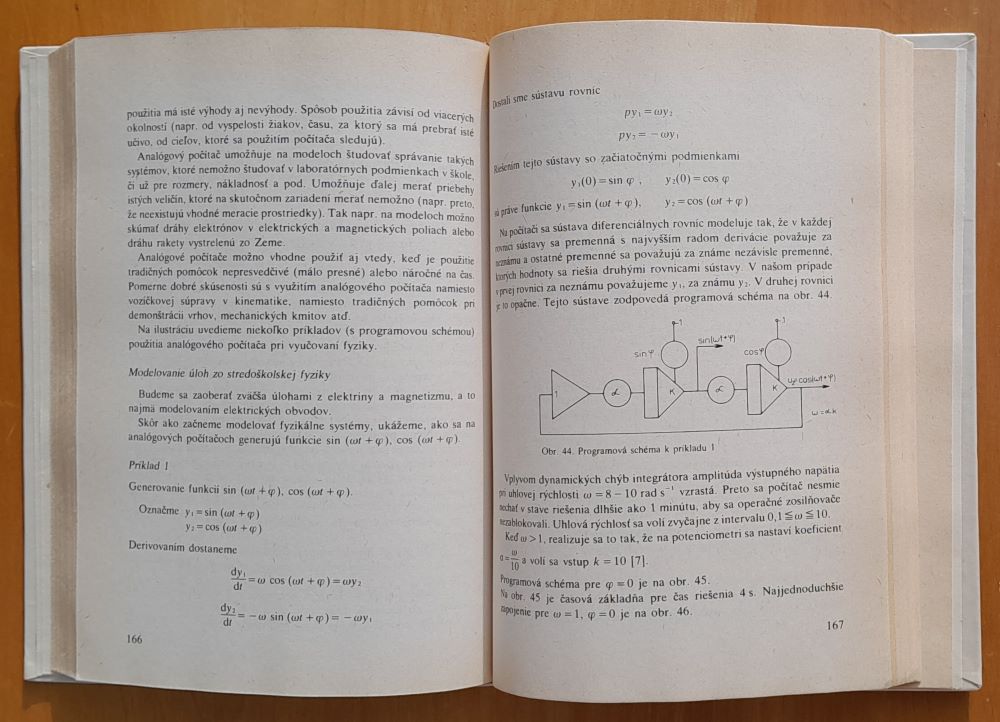 použitia má isté výhody aj nevýhody. Spôsob použitia závisí od viacerých
okolností (napr. od vyspelosti žiakov, času, za ktorý sa má prebrať isté
učivo, od cieľov, ktoré sa použitím počítača sledujú).
Analógový počítač umožňuje na modeloch študovať správanie takých
systémov, ktoré nemožno študovať v laboratórnych podmienkach v škole,
či už pre rozmery, nákladnosť a pod. Umožňuje ďalej merať priebehy
istých veličín, ktoré na skutočnom zariadení merať nemožno (napr. preto,
že neexistujú vhodné meracie prostriedky). Tak napr. na modeloch možno
skúmať dráhy elektrónov v elektrických a magnetických poliach alebo
dráhu rakety vystrelenú zo Zeme.
Analógové počítače možno vhodne použiť aj vtedy, keď je použitie
tradičných pomôcok nepresvedčivé (málo presné) alebo náročné na čas.
Pomerne dobré skúsenosti sú s využitím analógového počítača namiesto
vozíčkovej súpravy v kinematike, namiesto tradičných pomôcok pri
demonštrácii vrhov, mechanických kmitov atď.
Na ilustráciu uvedieme niekoľko príkladov (s programovou schémou)
použitia analógového počítača pri vyučovaní fyziky.
Modelovanie úloh zo stredoškolskej fyziky
Budeme sa zaoberať zväčša úlohami z elektriny a magnetizmu, a to
najmä modelovaním elektrických obvodov.
Skôr ako začneme modelovať fyzikálne systémy, ukážeme, ako sa na
analógových počítačoch generujú funkcie sin (ωt + φ), cos (ωt + φ).
Príklad 1
Generovanie funkcií sin (ωt + φ), cos (ωt + φ).
Označme y₁ = sin (ωt + φ)
y₂ = cos (ωt + φ)
Derivovaním dostaneme
dy₁/dt = ω cos (ωt + φ) = ωy₂
dy₂/dt = − ω sin (ωt + φ) = − ωy₁
166
Dostali sme sústavu rovníc
py₁ = ωy₂
py₂ = − ωy₁
Riešením tejto sústavy so začiatočnými podmienkami
y₁(0) = sin φ , y₂(0) = cos φ
sú práve funkcie y₁ = sin (ωt + φ), y₂ = cos (ωt + φ)
Na počítači sa sústava diferenciálnych rovníc modeluje tak, že v každej
rovnici sústavy sa premenná s najvyšším radom derivácie považuje za
neznámu a ostatné premenné sa považujú za známe nezávisle premenné,
ktorých hodnoty sa riešia druhými rovnicami sústavy. V našom prípade
v prvej rovnici za neznámu považujeme y₁, za známu y₂. V druhej rovnici
je to opačne. Tejto sústave zodpovedá programová schéma na obr. 44.
-1 -1
sin φ sin(ωt+φ) cos φ
1 α K α K y₂=cos(ωt+φ)
ω=αk
Obr. 44. Programová schéma k príkladu 1
Vplyvom dynamických chýb integrátora amplitúda výstupného napätia
pri uhlovej rýchlosti ω = 8 − 10 rad s⁻¹ vzrastá. Preto sa počítač nesmie
nechať v stave riešenia dlhšie ako 1 minútu, aby sa operačné zosilňovače
nezablokovali. Uhlová rýchlosť sa volí zvyčajne z intervalu 0,1 ≦ ω ≦ 10.
Keď ω > 1, realizuje sa to tak, že na potenciometri sa nastaví koeficient
α = ω/10 a volí sa vstup k = 10 [7].
Programová schéma pre φ = 0 je na obr. 45.
Na obr. 45 je časová základňa pre čas riešenia 4 s. Najjednoduchšie
zapojenie pre ω = 1, φ = 0 je na obr. 46.
167